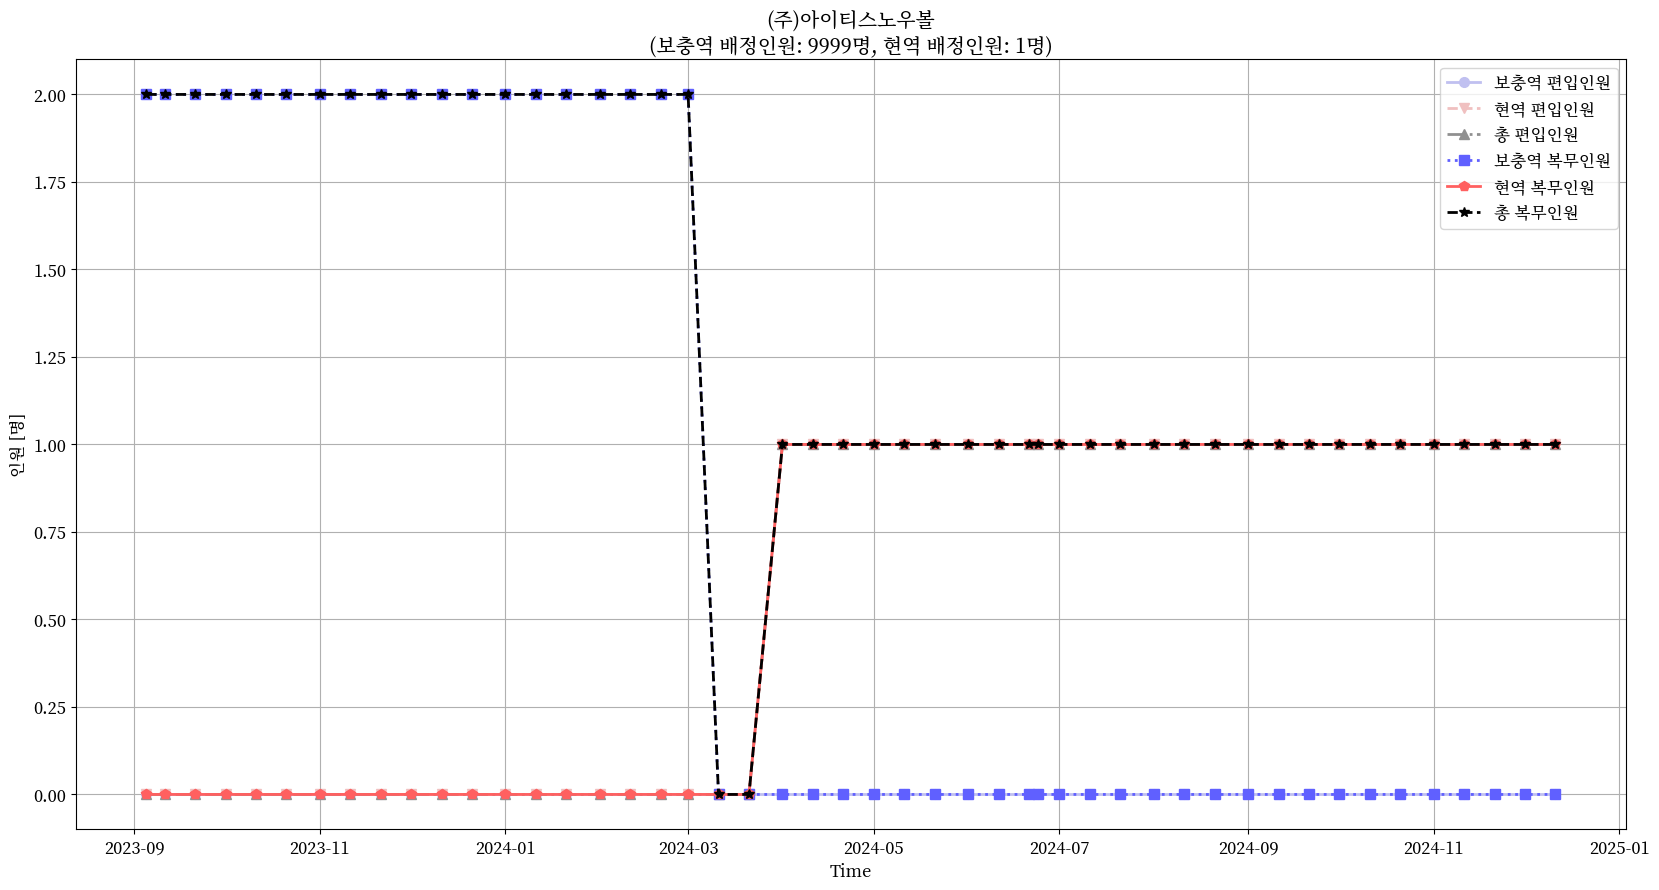 (주)아이티스노우볼
(보충역 배정인원: 9999명, 현역 배정인원: 1명)
보충역 편입인원
현역 편입인원
총 편입인원
보충역 복무인원
현역 복무인원
총 복무인원
인원 [명]
2.00
1.75
1.50
1.25
1.00
0.75
0.50
0.25
0.00
2023-09
2023-11
2024-01
2024-03
2024-05
2024-07
2024-09
2024-11
2025-01
Time